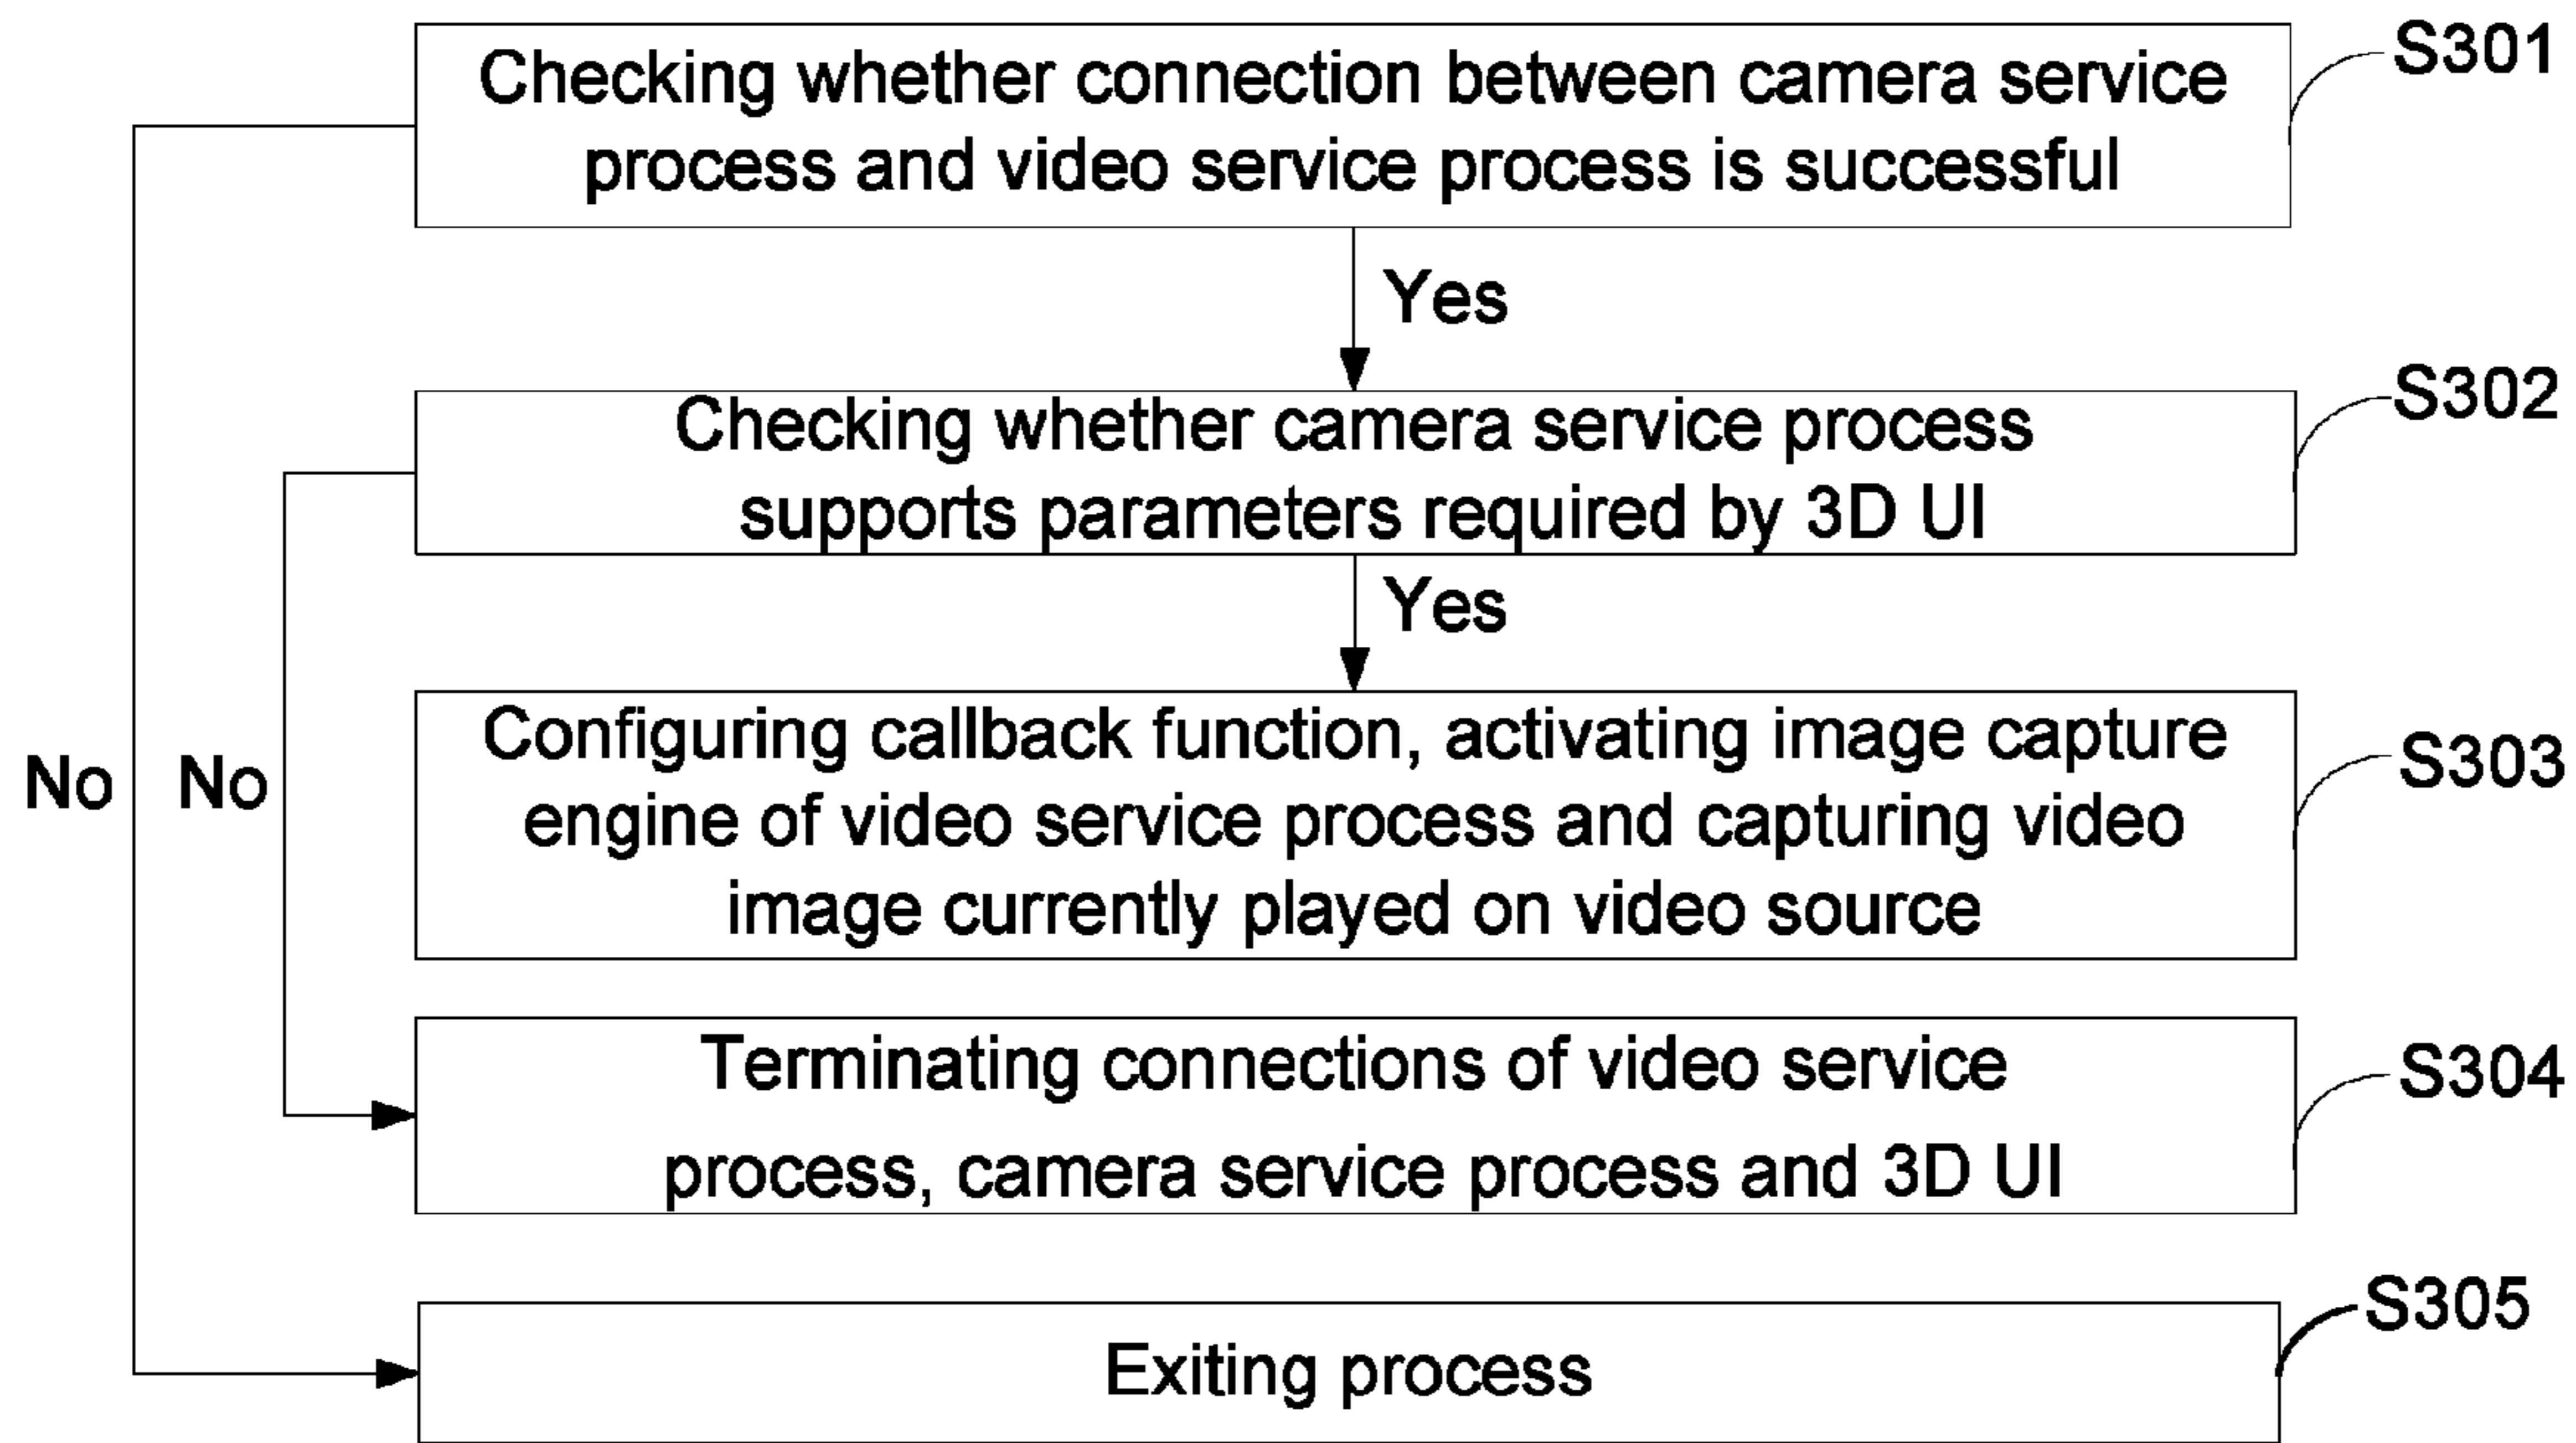 Checking whether connection between camera service
process and video service process is successful
S301
Yes
Checking whether camera service process
supports parameters required by 3D UI
S302
Yes
Configuring callback function, activating image capture
engine of video service process and capturing video
image currently played on video source
S303
No
No
Terminating connections of video service
process, camera service process and 3D UI
S304
Exiting process
S305